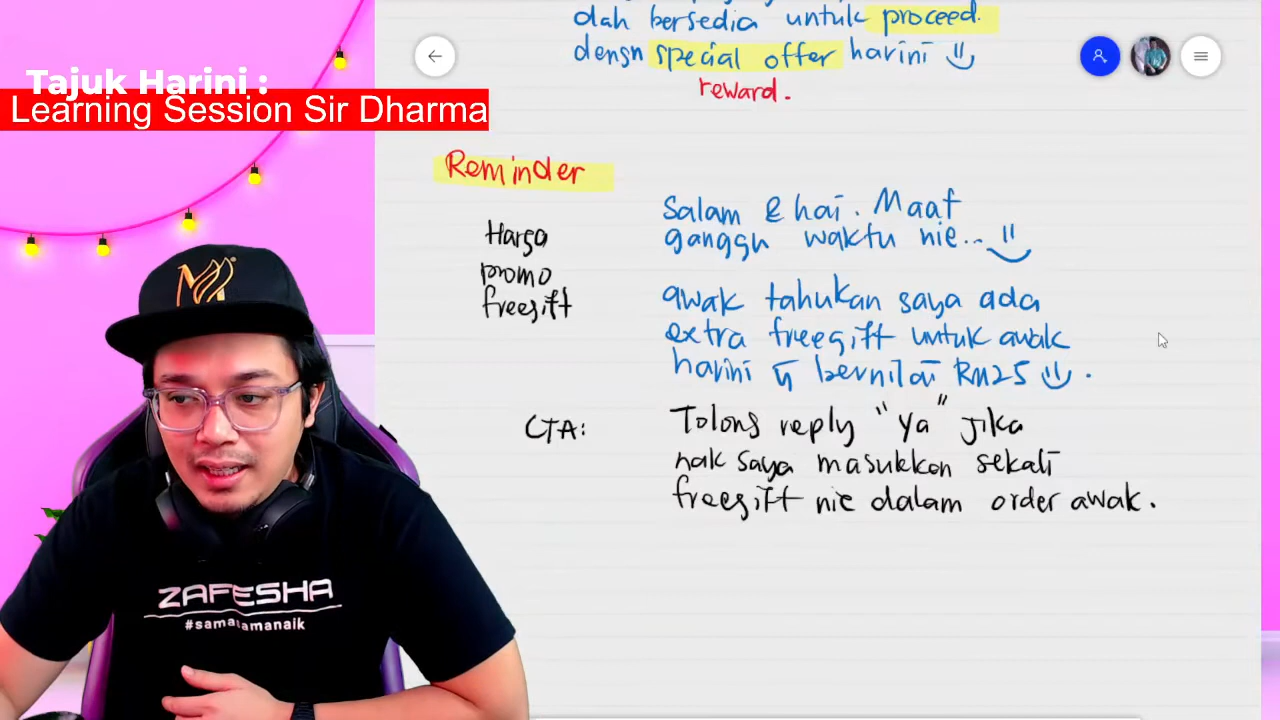 Tajuk Harini :
Learning Session Sir Dharma
dah bersedia untuk proceed.
dengn special offer harini
reward.
Reminder
Harga
promo
freegift
Salam & hai. Maaf
ganggu waktu nie...
awak tahukan saya ada
extra freegift untuk awak
harini bernilai RM25
CTA:
Tolong reply "Ya" jika
nak saya masukkan sekali
freegift nie dalam order awak.
ZAFESHA